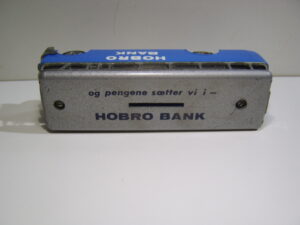 HOBRO
BANK
og pengene sætter vi i —
HOBRO BANK